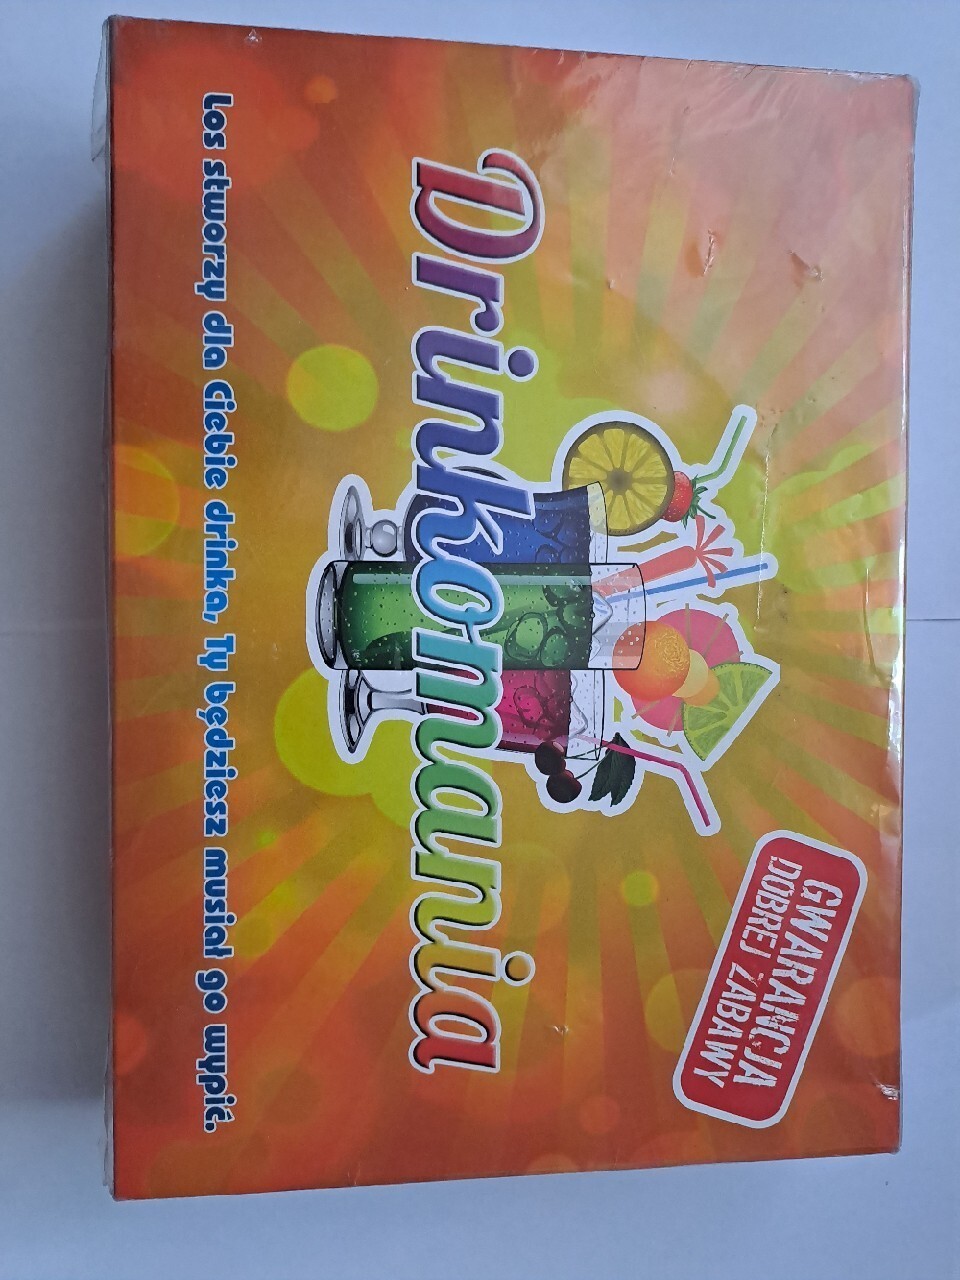 GWARANCJA
DOBREJ ZABAWY
Drinkomania
Los stworzy dla Ciebie drinka, Ty będziesz musiał go wypić.